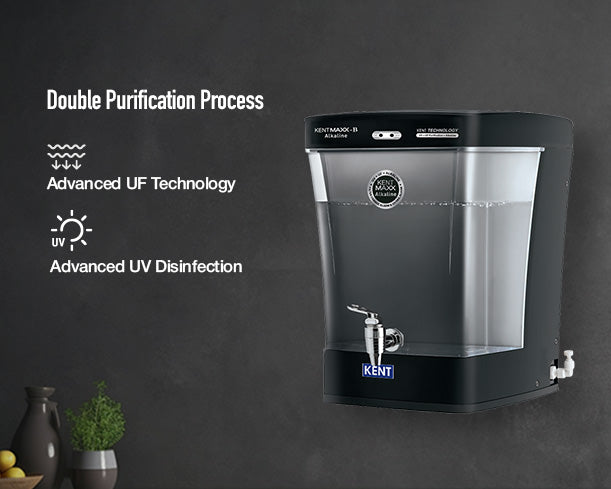 Double Purification Process
Advanced UF Technology
UV
Advanced UV Disinfection
KENT MAXX-B
Alkaline
KENT TECHNOLOGY
KENT
MAXX
Alkaline
KENT